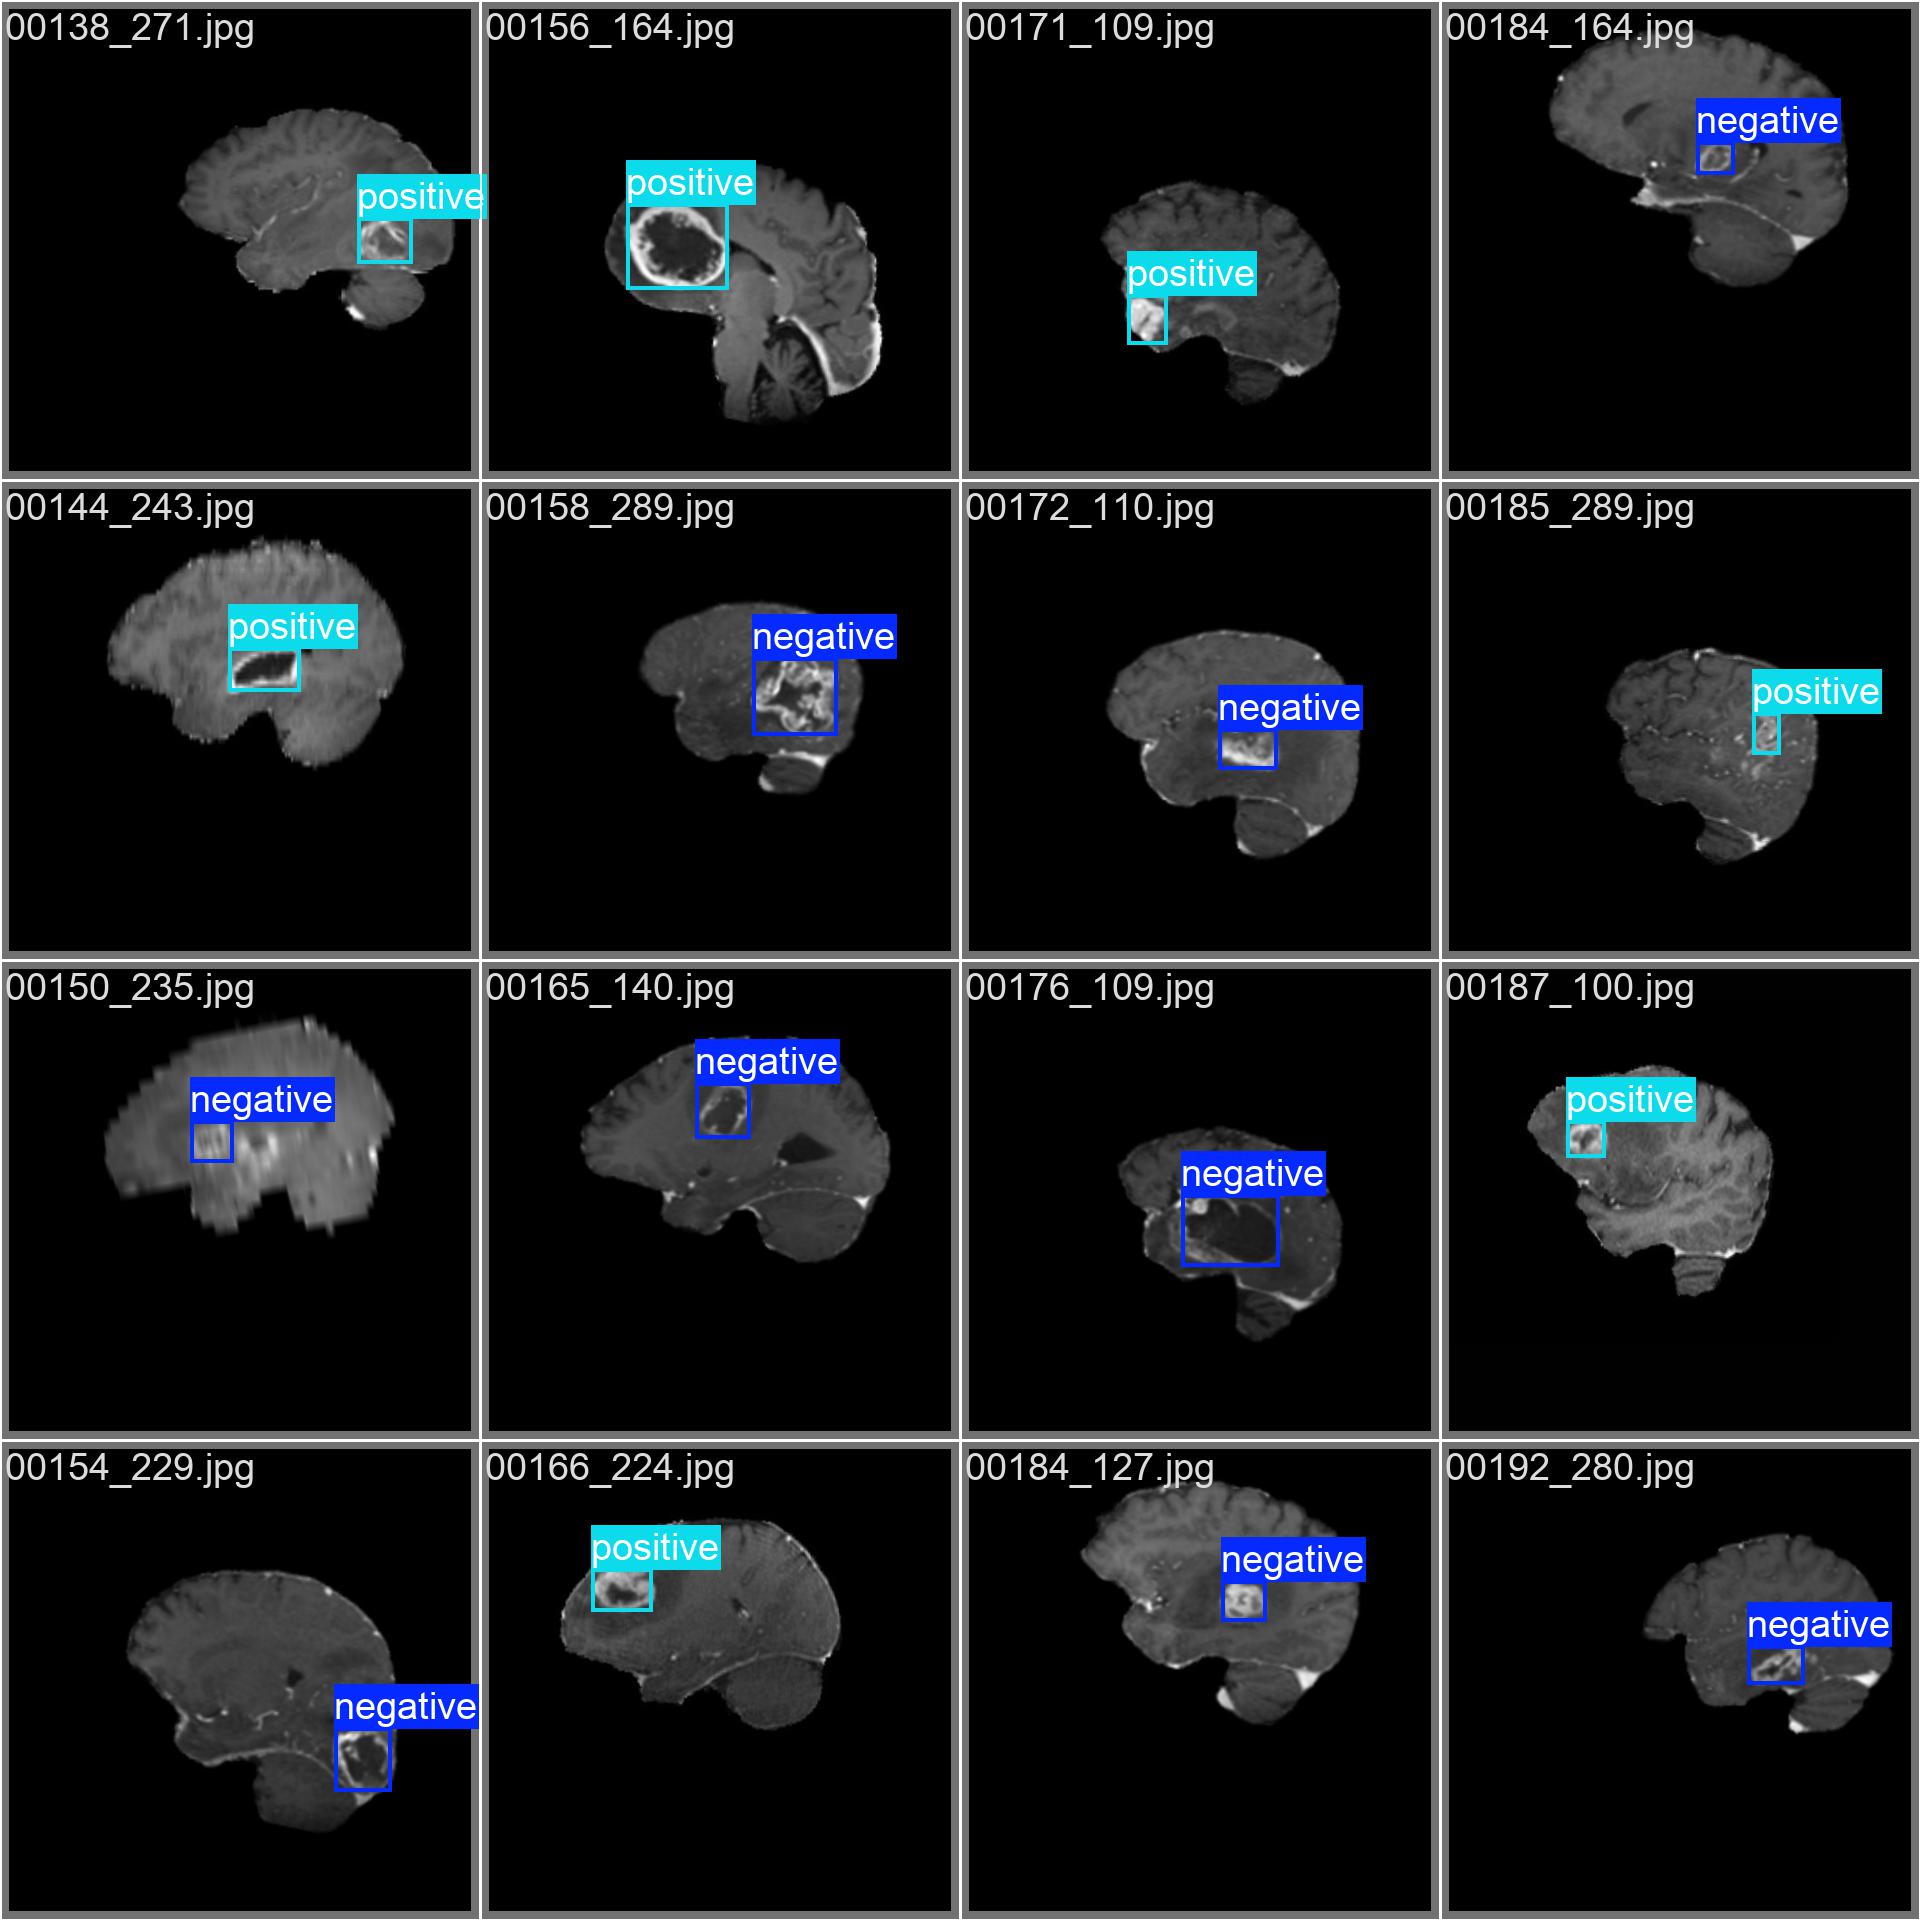 00138_271.jpg
positive
00156_164.jpg
positive
00171_109.jpg
positive
00184_164.jpg
negative
00144_243.jpg
positive
00158_289.jpg
negative
00172_110.jpg
negative
00185_289.jpg
positive
00150_235.jpg
negative
00165_140.jpg
negative
00176_109.jpg
negative
00187_100.jpg
positive
00154_229.jpg
negative
00166_224.jpg
positive
00184_127.jpg
negative
00192_280.jpg
negative